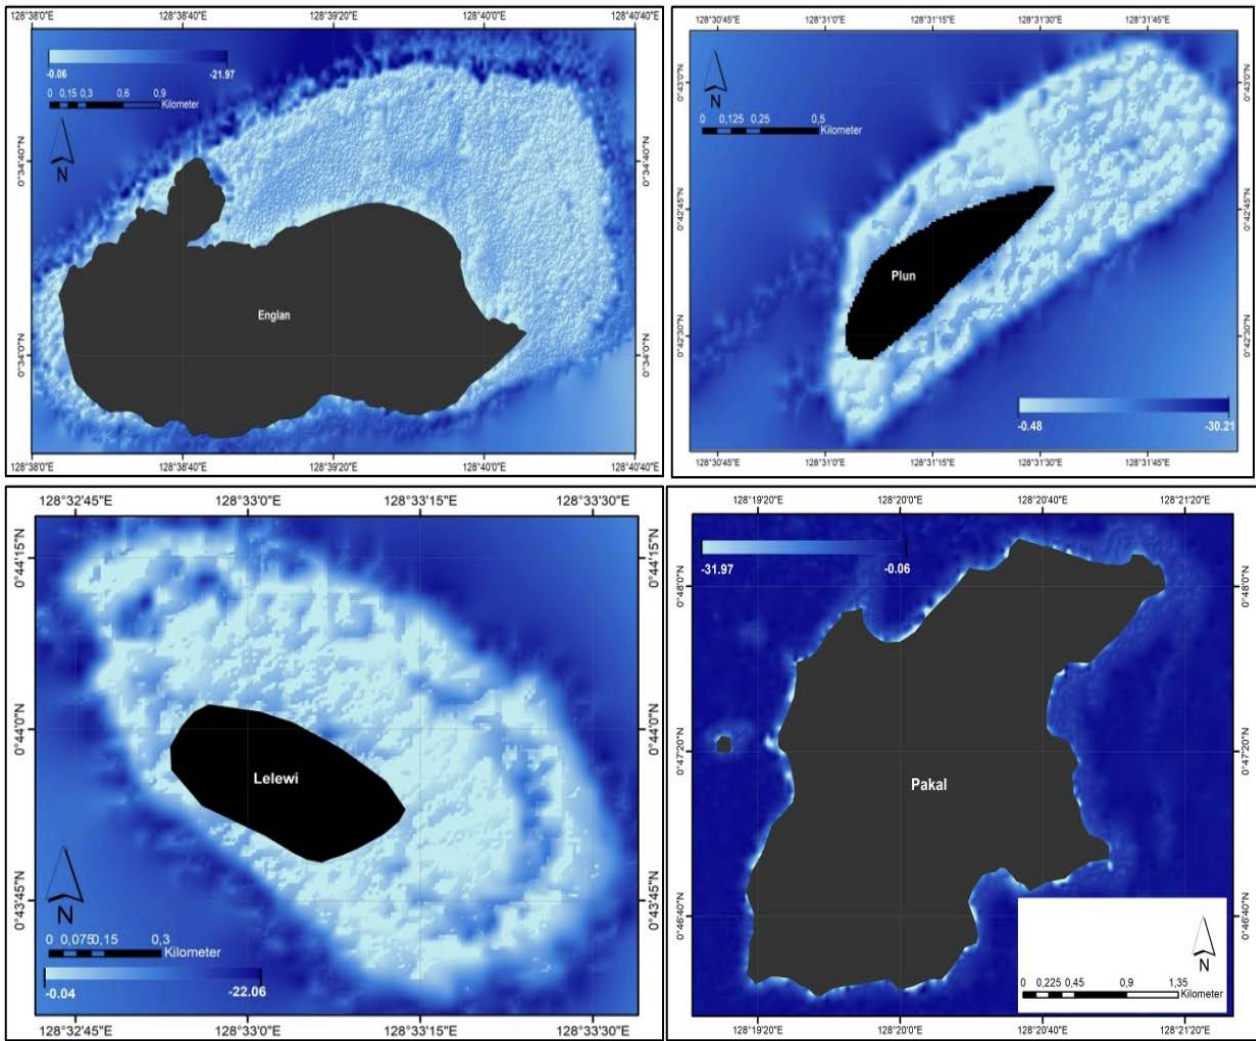 128°38'0"E 128°38'40"E 128°39'20"E 128°40'0"E 128°40'40"E
-0.06 -21.97
0 0,15 0,3 0,6 0,9
Kilometer
N
0°34'40"N 0°34'40"N
Englan
0°34'0"N 0°34'0"N
128°38'0"E 128°38'40"E 128°39'20"E 128°40'0"E 128°40'40"E
128°30'45"E 128°31'0"E 128°31'15"E 128°31'30"E 128°31'45"E
0°43'0"N 0°43'0"N
N
0 0,125 0,25 0,5
Kilometer
0°42'45"N 0°42'45"N
Plun
0°42'30"N 0°42'30"N
-0.48 -30.21
128°30'45"E 128°31'0"E 128°31'15"E 128°31'30"E 128°31'45"E
128°32'45"E 128°33'0"E 128°33'15"E 128°33'30"E
0°44'15"N 0°44'15"N
0°44'0"N 0°44'0"N
Lelewi
0°43'45"N 0°43'45"N
N
0 0,075 0,15 0,3
Kilometer
-0.04 -22.06
128°32'45"E 128°33'0"E 128°33'15"E 128°33'30"E
128°19'20"E 128°20'0"E 128°20'40"E 128°21'20"E
-31.97 -0.06
0°48'0"N 0°48'0"N
0°47'20"N 0°47'20"N
Pakal
0°46'40"N 0°46'40"N
N
0 0,225 0,45 0,9 1,35
Kilometer
128°19'20"E 128°20'0"E 128°20'40"E 128°21'20"E